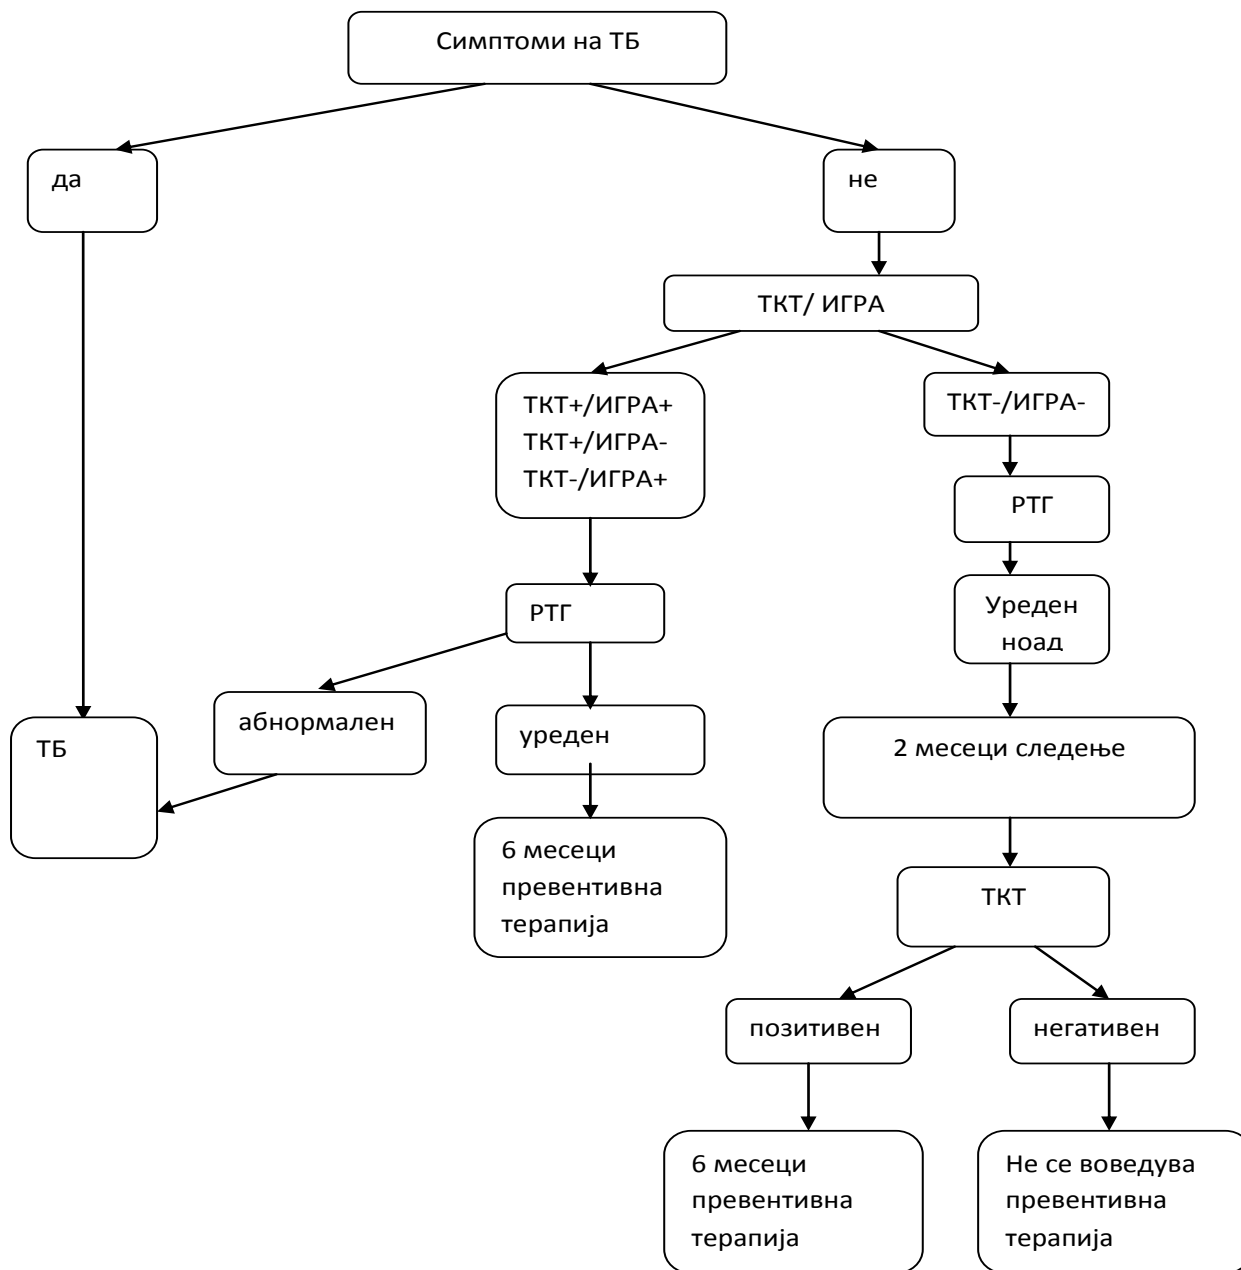 Симптоми на ТБ
да
не
ТКТ/ ИГРА
ТКТ+/ИГРА+
ТКТ+/ИГРА-
ТКТ-/ИГРА+
ТКТ-/ИГРА-
РТГ
РТГ
Уреден
ноад
абнормален
уреден
ТБ
2 месеци следење
6 месеци
превентивна
терапија
ТКТ
позитивен
негативен
6 месеци
превентивна
терапија
Не се воведува
превентивна
терапија